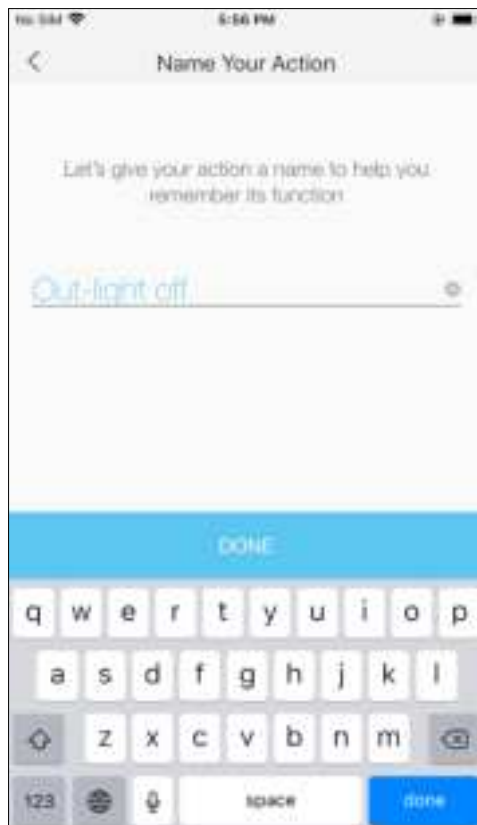 No SIM 5:56 PM
Name Your Action
Let's give your action a name to help you
remember its function
Out-light off
DONE
q w e r t y u i o p
a s d f g h j k l
z x c v b n m
123 space done